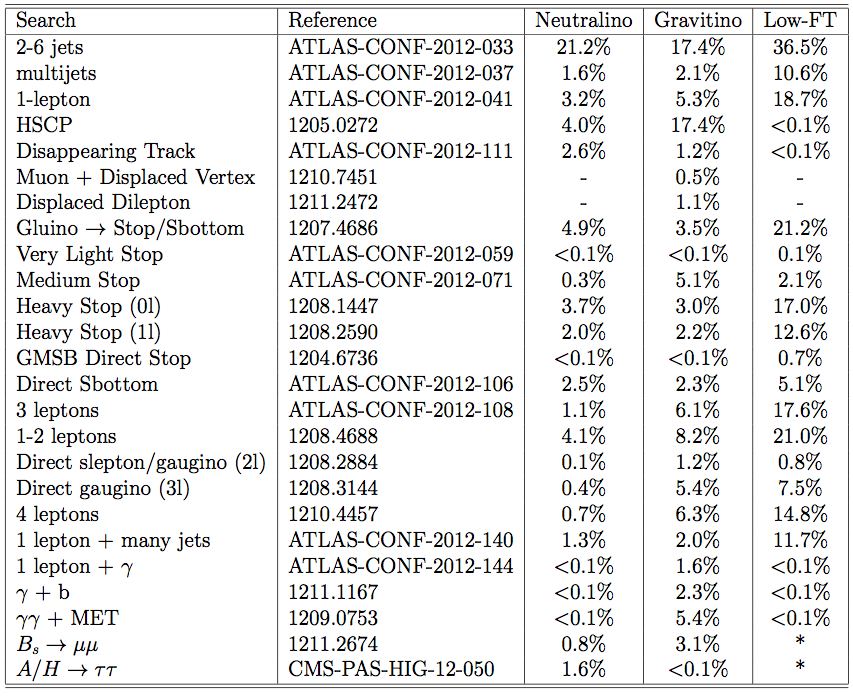 Search Reference Neutralino Gravitino Low-FT
2-6 jets ATLAS-CONF-2012-033 21.2% 17.4% 36.5%
multijets ATLAS-CONF-2012-037 1.6% 2.1% 10.6%
1-lepton ATLAS-CONF-2012-041 3.2% 5.3% 18.7%
HSCP 1205.0272 4.0% 17.4% <0.1%
Disappearing Track ATLAS-CONF-2012-111 2.6% 1.2% <0.1%
Muon + Displaced Vertex 1210.7451 - 0.5% -
Displaced Dilepton 1211.2472 - 1.1% -
Gluino → Stop/Sbottom 1207.4686 4.9% 3.5% 21.2%
Very Light Stop ATLAS-CONF-2012-059 <0.1% <0.1% 0.1%
Medium Stop ATLAS-CONF-2012-071 0.3% 5.1% 2.1%
Heavy Stop (0l) 1208.1447 3.7% 3.0% 17.0%
Heavy Stop (1l) 1208.2590 2.0% 2.2% 12.6%
GMSB Direct Stop 1204.6736 <0.1% <0.1% 0.7%
Direct Sbottom ATLAS-CONF-2012-106 2.5% 2.3% 5.1%
3 leptons ATLAS-CONF-2012-108 1.1% 6.1% 17.6%
1-2 leptons 1208.4688 4.1% 8.2% 21.0%
Direct slepton/gaugino (2l) 1208.2884 0.1% 1.2% 0.8%
Direct gaugino (3l) 1208.3144 0.4% 5.4% 7.5%
4 leptons 1210.4457 0.7% 6.3% 14.8%
1 lepton + many jets ATLAS-CONF-2012-140 1.3% 2.0% 11.7%
1 lepton + γ ATLAS-CONF-2012-144 <0.1% 1.6% <0.1%
γ + b 1211.1167 <0.1% 2.3% <0.1%
γγ + MET 1209.0753 <0.1% 5.4% <0.1%
Bₛ → μμ 1211.2674 0.8% 3.1% *
A/H → ττ CMS-PAS-HIG-12-050 1.6% <0.1% *